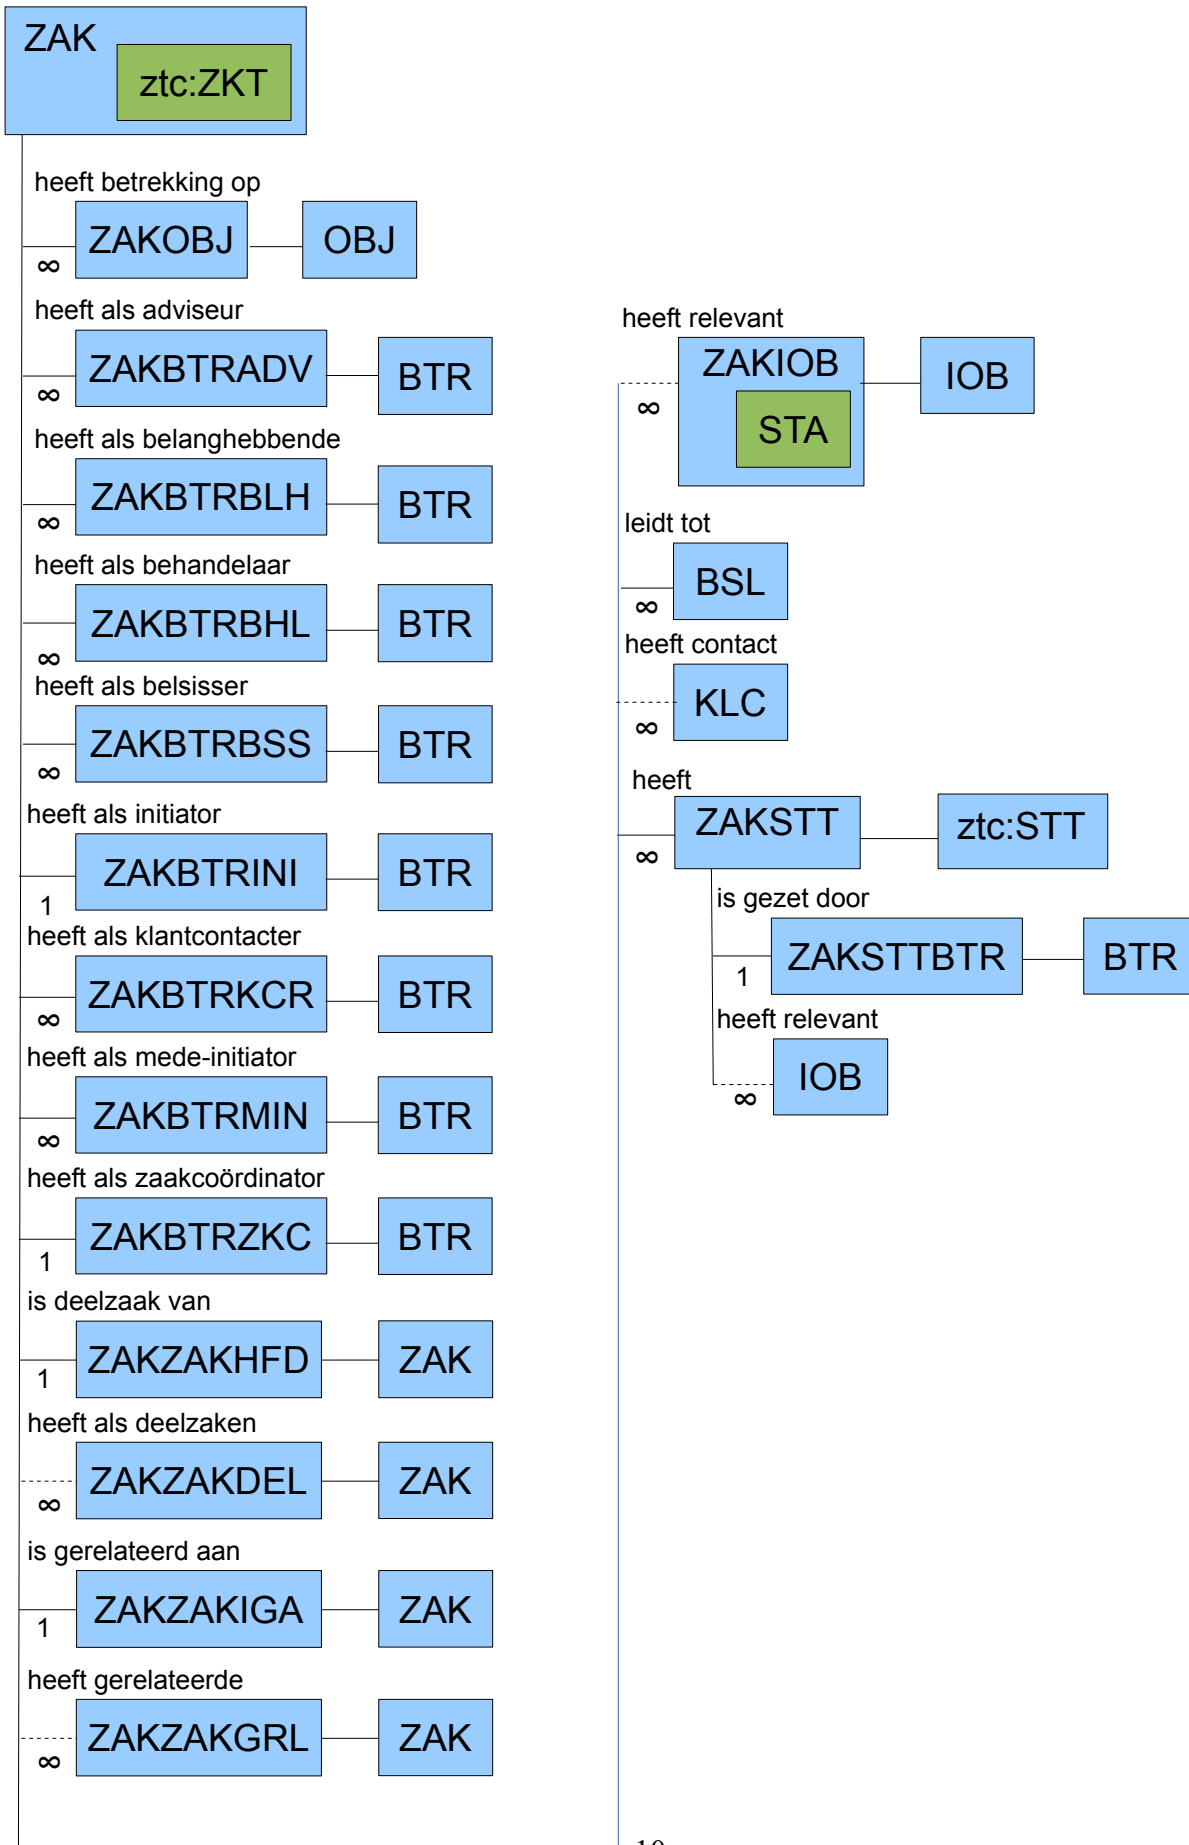 ZAK
ztc:ZKT
heeft betrekking op
ZAKOBJ
OBJ
∞
heeft als adviseur
ZAKBTRADV
BTR
∞
heeft als belanghebbende
ZAKBTRBLH
BTR
∞
heeft als behandelaar
ZAKBTRBHL
BTR
∞
heeft als belsisser
ZAKBTRBSS
BTR
∞
heeft als initiator
ZAKBTRINI
BTR
1
heeft als klantcontacter
ZAKBTRKCR
BTR
∞
heeft als mede-initiator
ZAKBTRMIN
BTR
∞
heeft als zaakcoördinator
ZAKBTRZKC
BTR
1
is deelzaak van
ZAKZAKHFD
ZAK
1
heeft als deelzaken
ZAKZAKDEL
ZAK
∞
is gerelateerd aan
ZAKZAKIGA
ZAK
1
heeft gerelateerde
ZAKZAKGRL
ZAK
∞
heeft relevant
ZAKIOB
IOB
∞
STA
leidt tot
BSL
∞
heeft contact
KLC
∞
heeft
ZAKSTT
ztc:STT
∞
is gezet door
ZAKSTTBTR
BTR
1
heeft relevant
IOB
∞